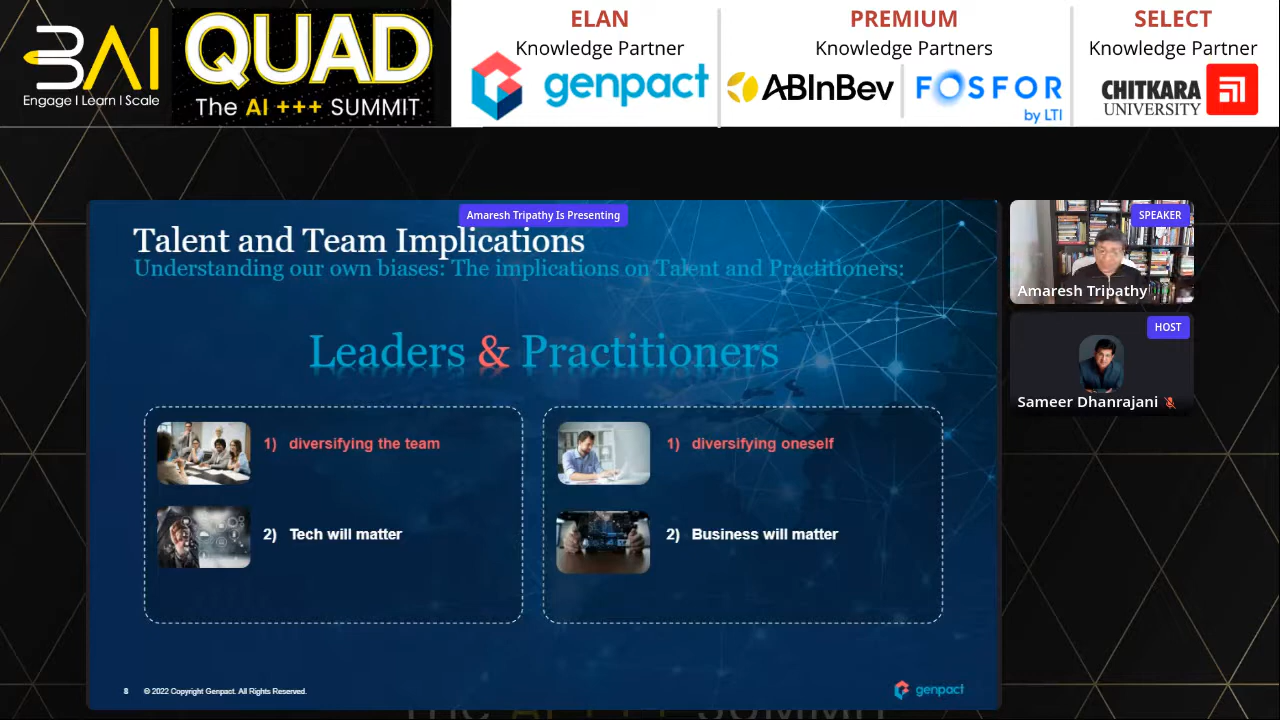 3AI
Engage | Learn | Scale
QUAD
The AI +++ SUMMIT
ELAN
Knowledge Partner
genpact
PREMIUM
Knowledge Partners
ABInBev
FOSFOR
by LTI
SELECT
Knowledge Partner
CHITKARA
UNIVERSITY
Amaresh Tripathy Is Presenting
Talent and Team Implications
Understanding our own biases: The implications on Talent and Practitioners:
Leaders & Practitioners
1) diversifying the team
2) Tech will matter
1) diversifying oneself
2) Business will matter
8 © 2022 Copyright Genpact. All Rights Reserved.
genpact
SPEAKER
Amaresh Tripathy
HOST
Sameer Dhanrajani
THE AI +++ SUMMIT